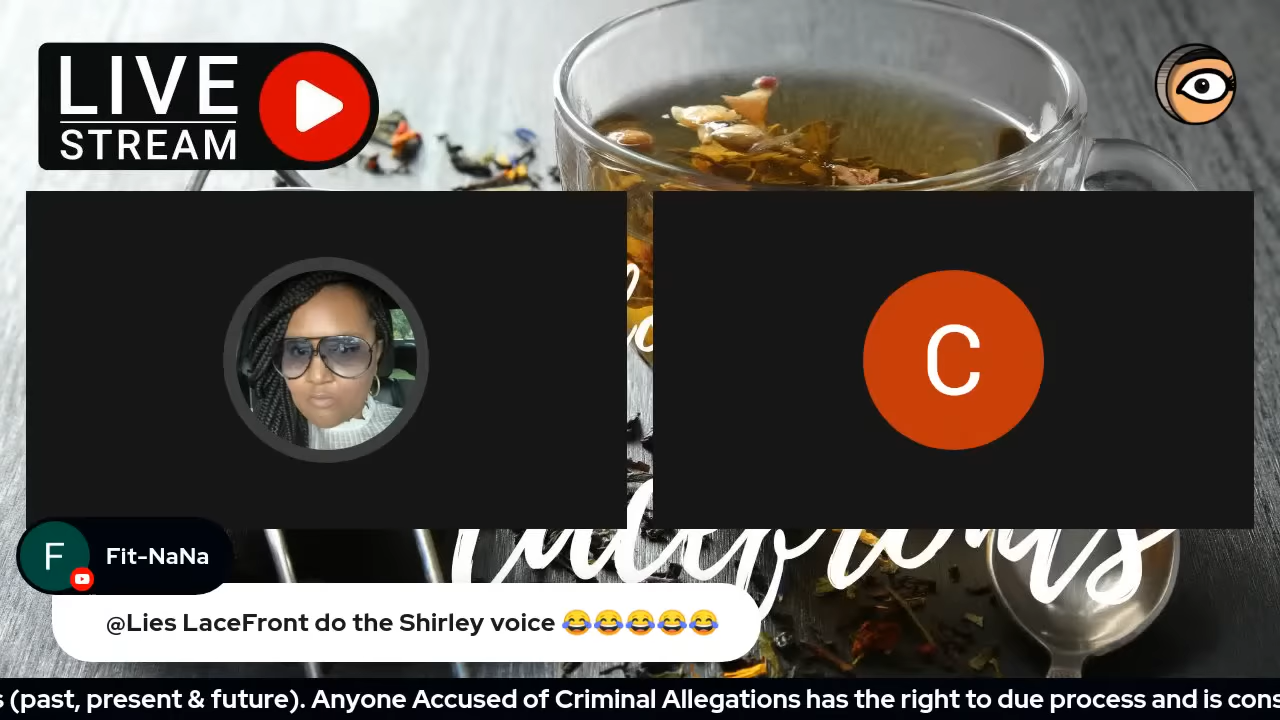 LIVE
STREAM
C
F
Fit-NaNa
@Lies LaceFront do the Shirley voice 😂😂😂😂😂
s (past, present & future). Anyone Accused of Criminal Allegations has the right to due process and is cons